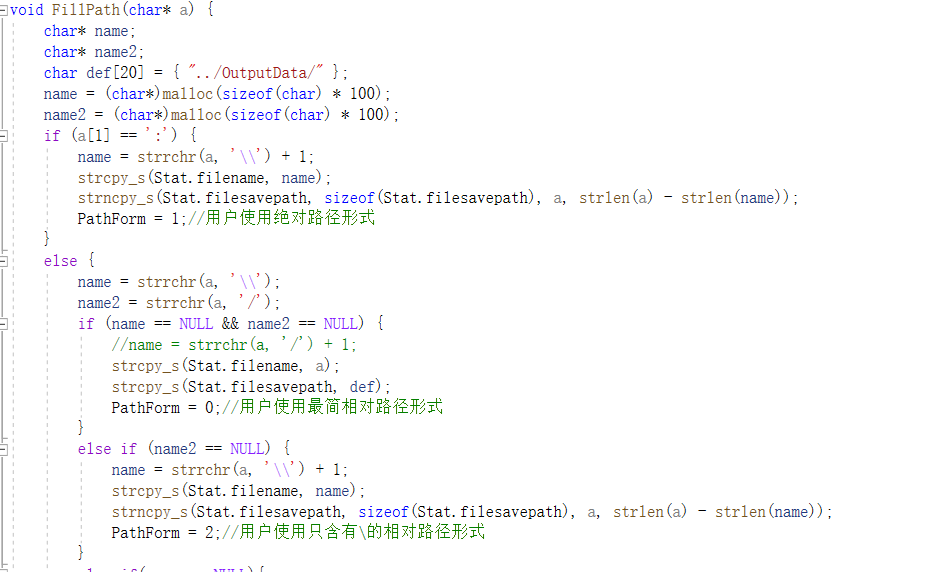 void FillPath(char* a) {
char* name;
char* name2;
char def[20] = { "../OutputData/" };
name = (char*)malloc(sizeof(char) * 100);
name2 = (char*)malloc(sizeof(char) * 100);
if (a[1] == ':') {
name = strrchr(a, '\\') + 1;
strcpy_s(Stat.filename, name);
strncpy_s(Stat.filesavepath, sizeof(Stat.filesavepath), a, strlen(a) - strlen(name));
PathForm = 1;//用户使用绝对路径形式
}
else {
name = strrchr(a, '\\');
name2 = strrchr(a, '/');
if (name == NULL && name2 == NULL) {
//name = strrchr(a, '/') + 1;
strcpy_s(Stat.filename, a);
strcpy_s(Stat.filesavepath, def);
PathForm = 0;//用户使用最简相对路径形式
}
else if (name2 == NULL) {
name = strrchr(a, '\\') + 1;
strcpy_s(Stat.filename, name);
strncpy_s(Stat.filesavepath, sizeof(Stat.filesavepath), a, strlen(a) - strlen(name));
PathForm = 2;//用户使用只含有\的相对路径形式
}